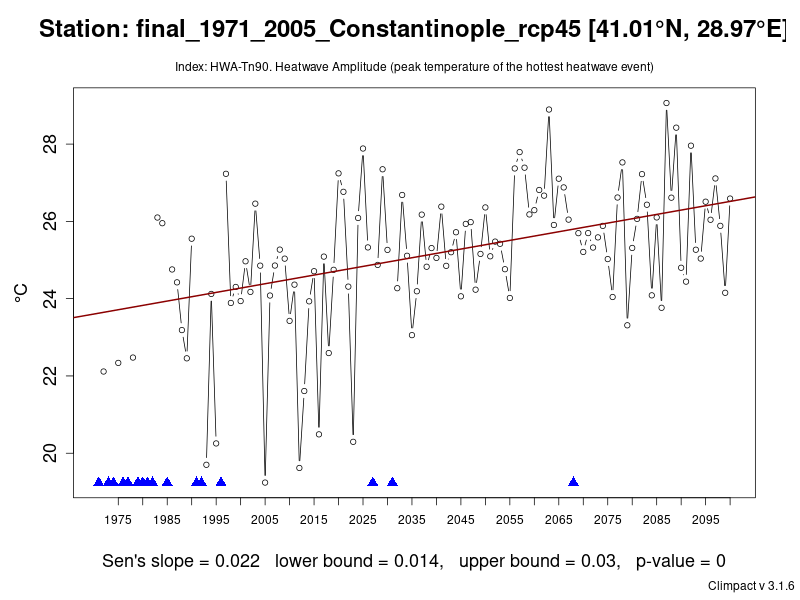 Station: final_1971_2005_Constantinople_rcp45 [41.01°N, 28.97°E]
Index: HWA-Tn90. Heatwave Amplitude (peak temperature of the hottest heatwave event)
28
26
24
22
20
°C
1975 1985 1995 2005 2015 2025 2035 2045 2055 2065 2075 2085 2095
Sen's slope = 0.022 lower bound = 0.014, upper bound = 0.03, p-value = 0
Climpact v 3.1.6